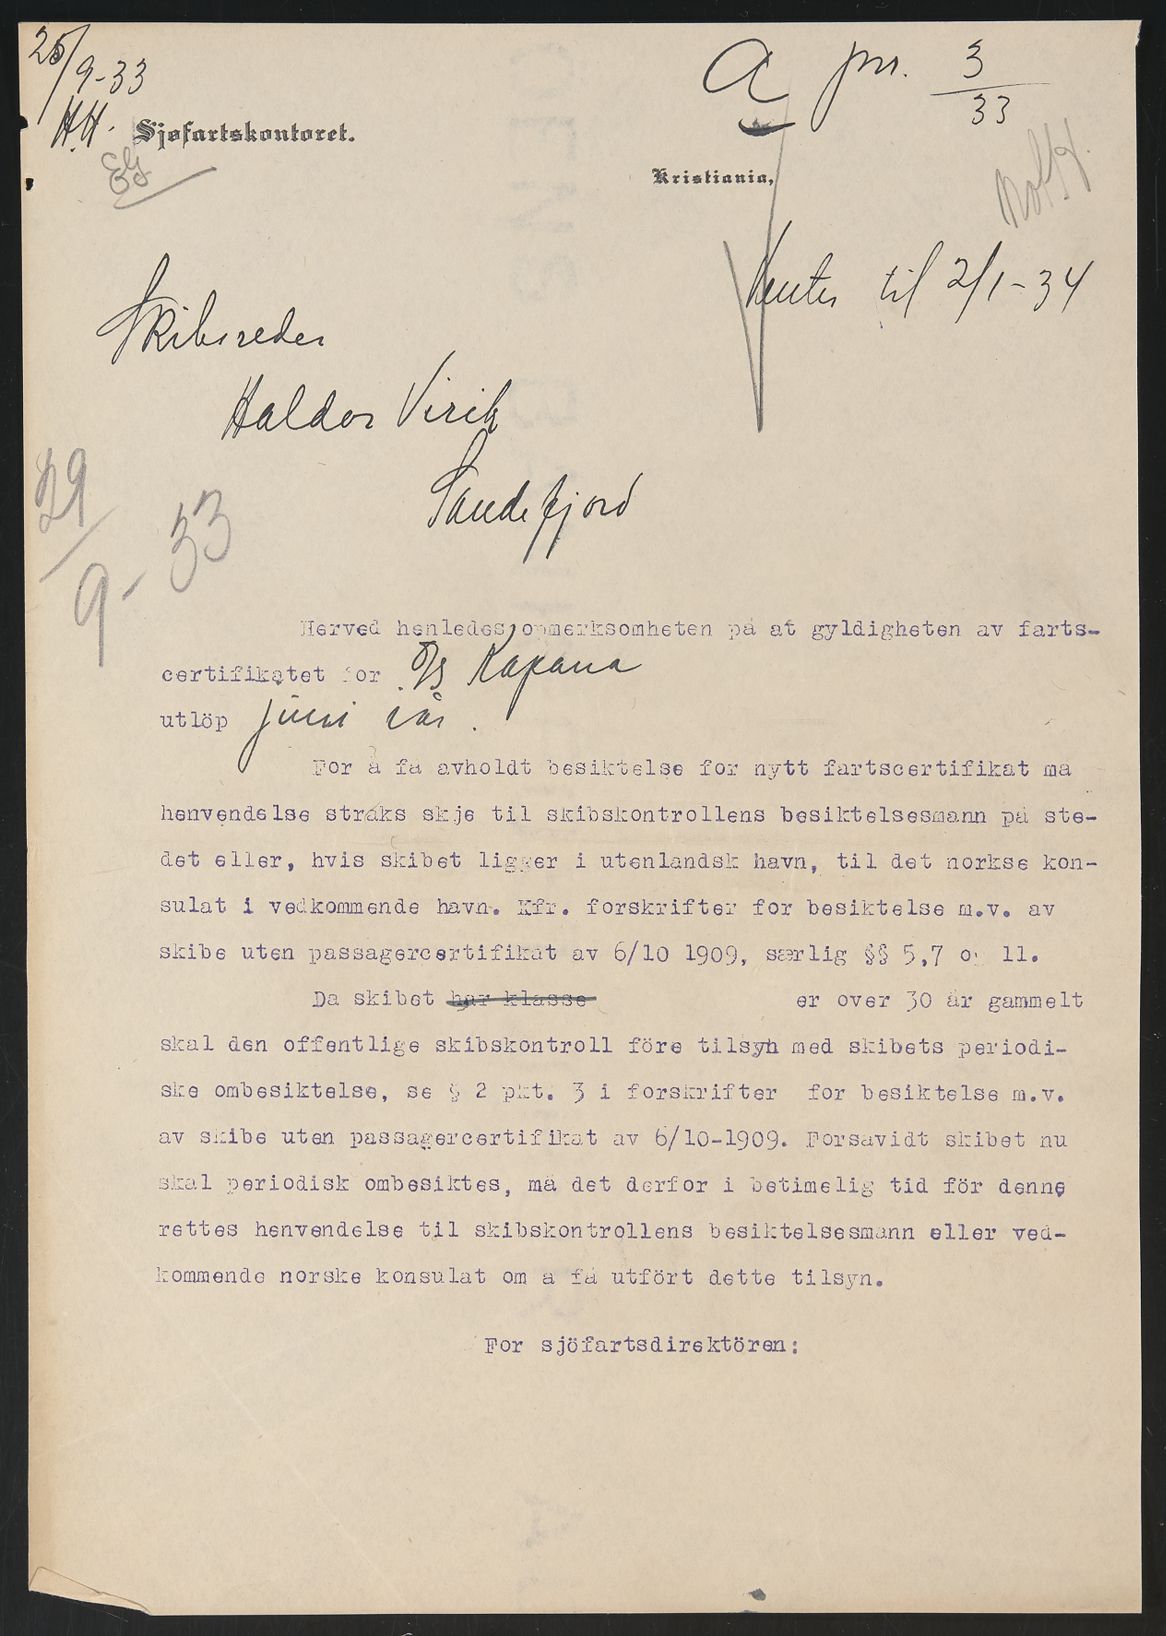 25/9-33
H.H.
EG
A pnr. 3/33
Sjøfartskontoret.
Kristiania,
Venter til 2/1-34
Skibsreder
Haldor Virik
Sandefjord
29/9-33
Herved henledes opmerksomheten på at gyldigheten av farts-
certifikatet for D/S Kapana
utlöp juni iår.
For å få avholdt besiktelse for nytt fartscertifikat må
henvendelse straks skje til skibskontrollens besiktelsesmann på ste-
det eller, hvis skibet ligger i utenlandsk havn, til det norkse kon-
sulat i vedkommende havn. Kfr. forskrifter for besiktelse m.v. av
skibe uten passagercertifikat av 6/10 1909, særlig §§ 5,7 og 11.
Da skibet har klasse er over 30 år gammelt
skal den offentlige skibskontroll före tilsyn med skibets periodi-
ske ombesiktelse, se § 2 pkt. 3 i forskrifter for besiktelse m.v.
av skibe uten passagercertifikat av 6/10-1909. Forsåvidt skibet nu
skal periodisk ombesiktes, må det derfor i betimelig tid för denne
rettes henvendelse til skibskontrollens besiktelsesmann eller ved-
kommende norske konsulat om å få utfört dette tilsyn.
For sjöfartsdirektören: